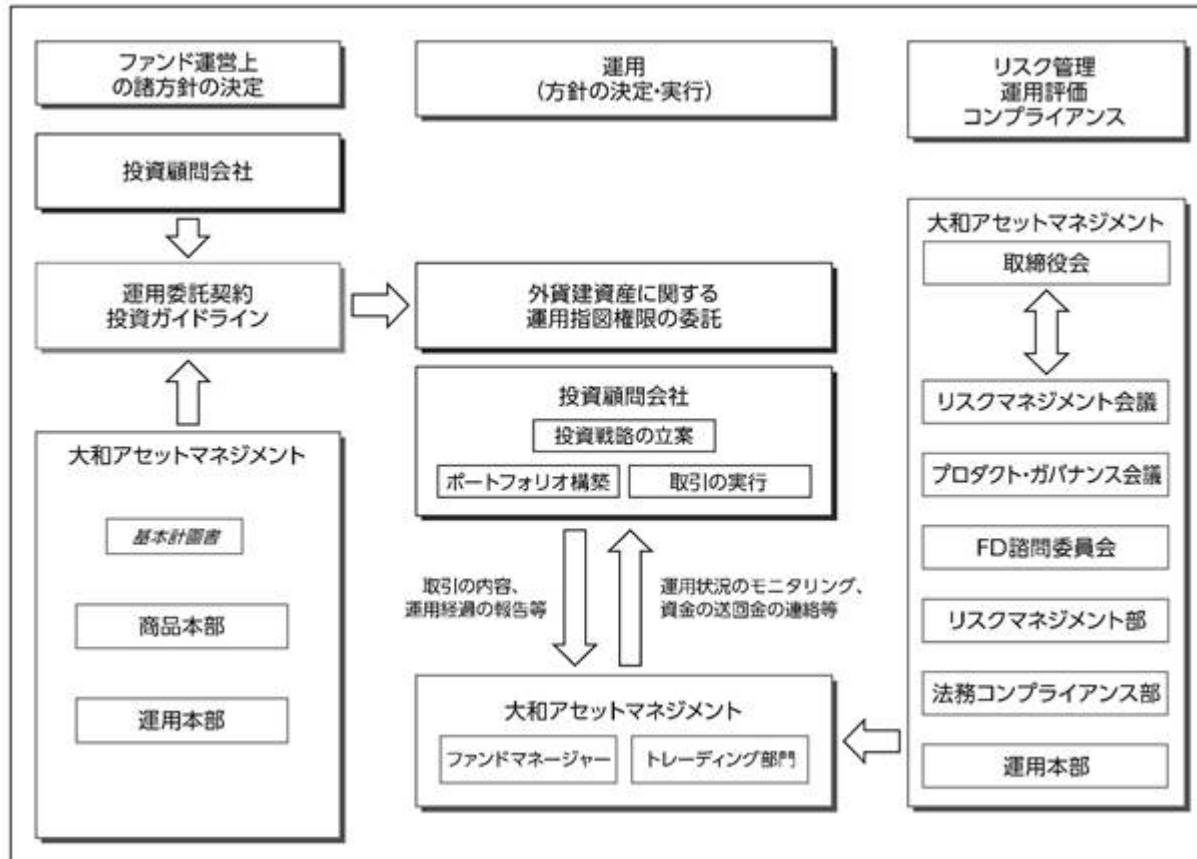 ファンド運営上
の諸方針の決定
運用
(方針の決定・実行)
リスク管理
運用評価
コンプライアンス
投資顧問会社
運用委託契約
投資ガイドライン
外貨建資産に関する
運用指図権限の委託
大和アセットマネジメント
基本計画書
商品本部
運用本部
投資顧問会社
投資戦略の立案
ポートフォリオ構築
取引の実行
取引の内容、
運用経過の報告等
運用状況のモニタリング、
資金の送回金の連絡等
大和アセットマネジメント
ファンドマネージャー
トレーディング部門
大和アセットマネジメント
取締役会
リスクマネジメント会議
プロダクト・ガバナンス会議
FD諮問委員会
リスクマネジメント部
法務コンプライアンス部
運用本部